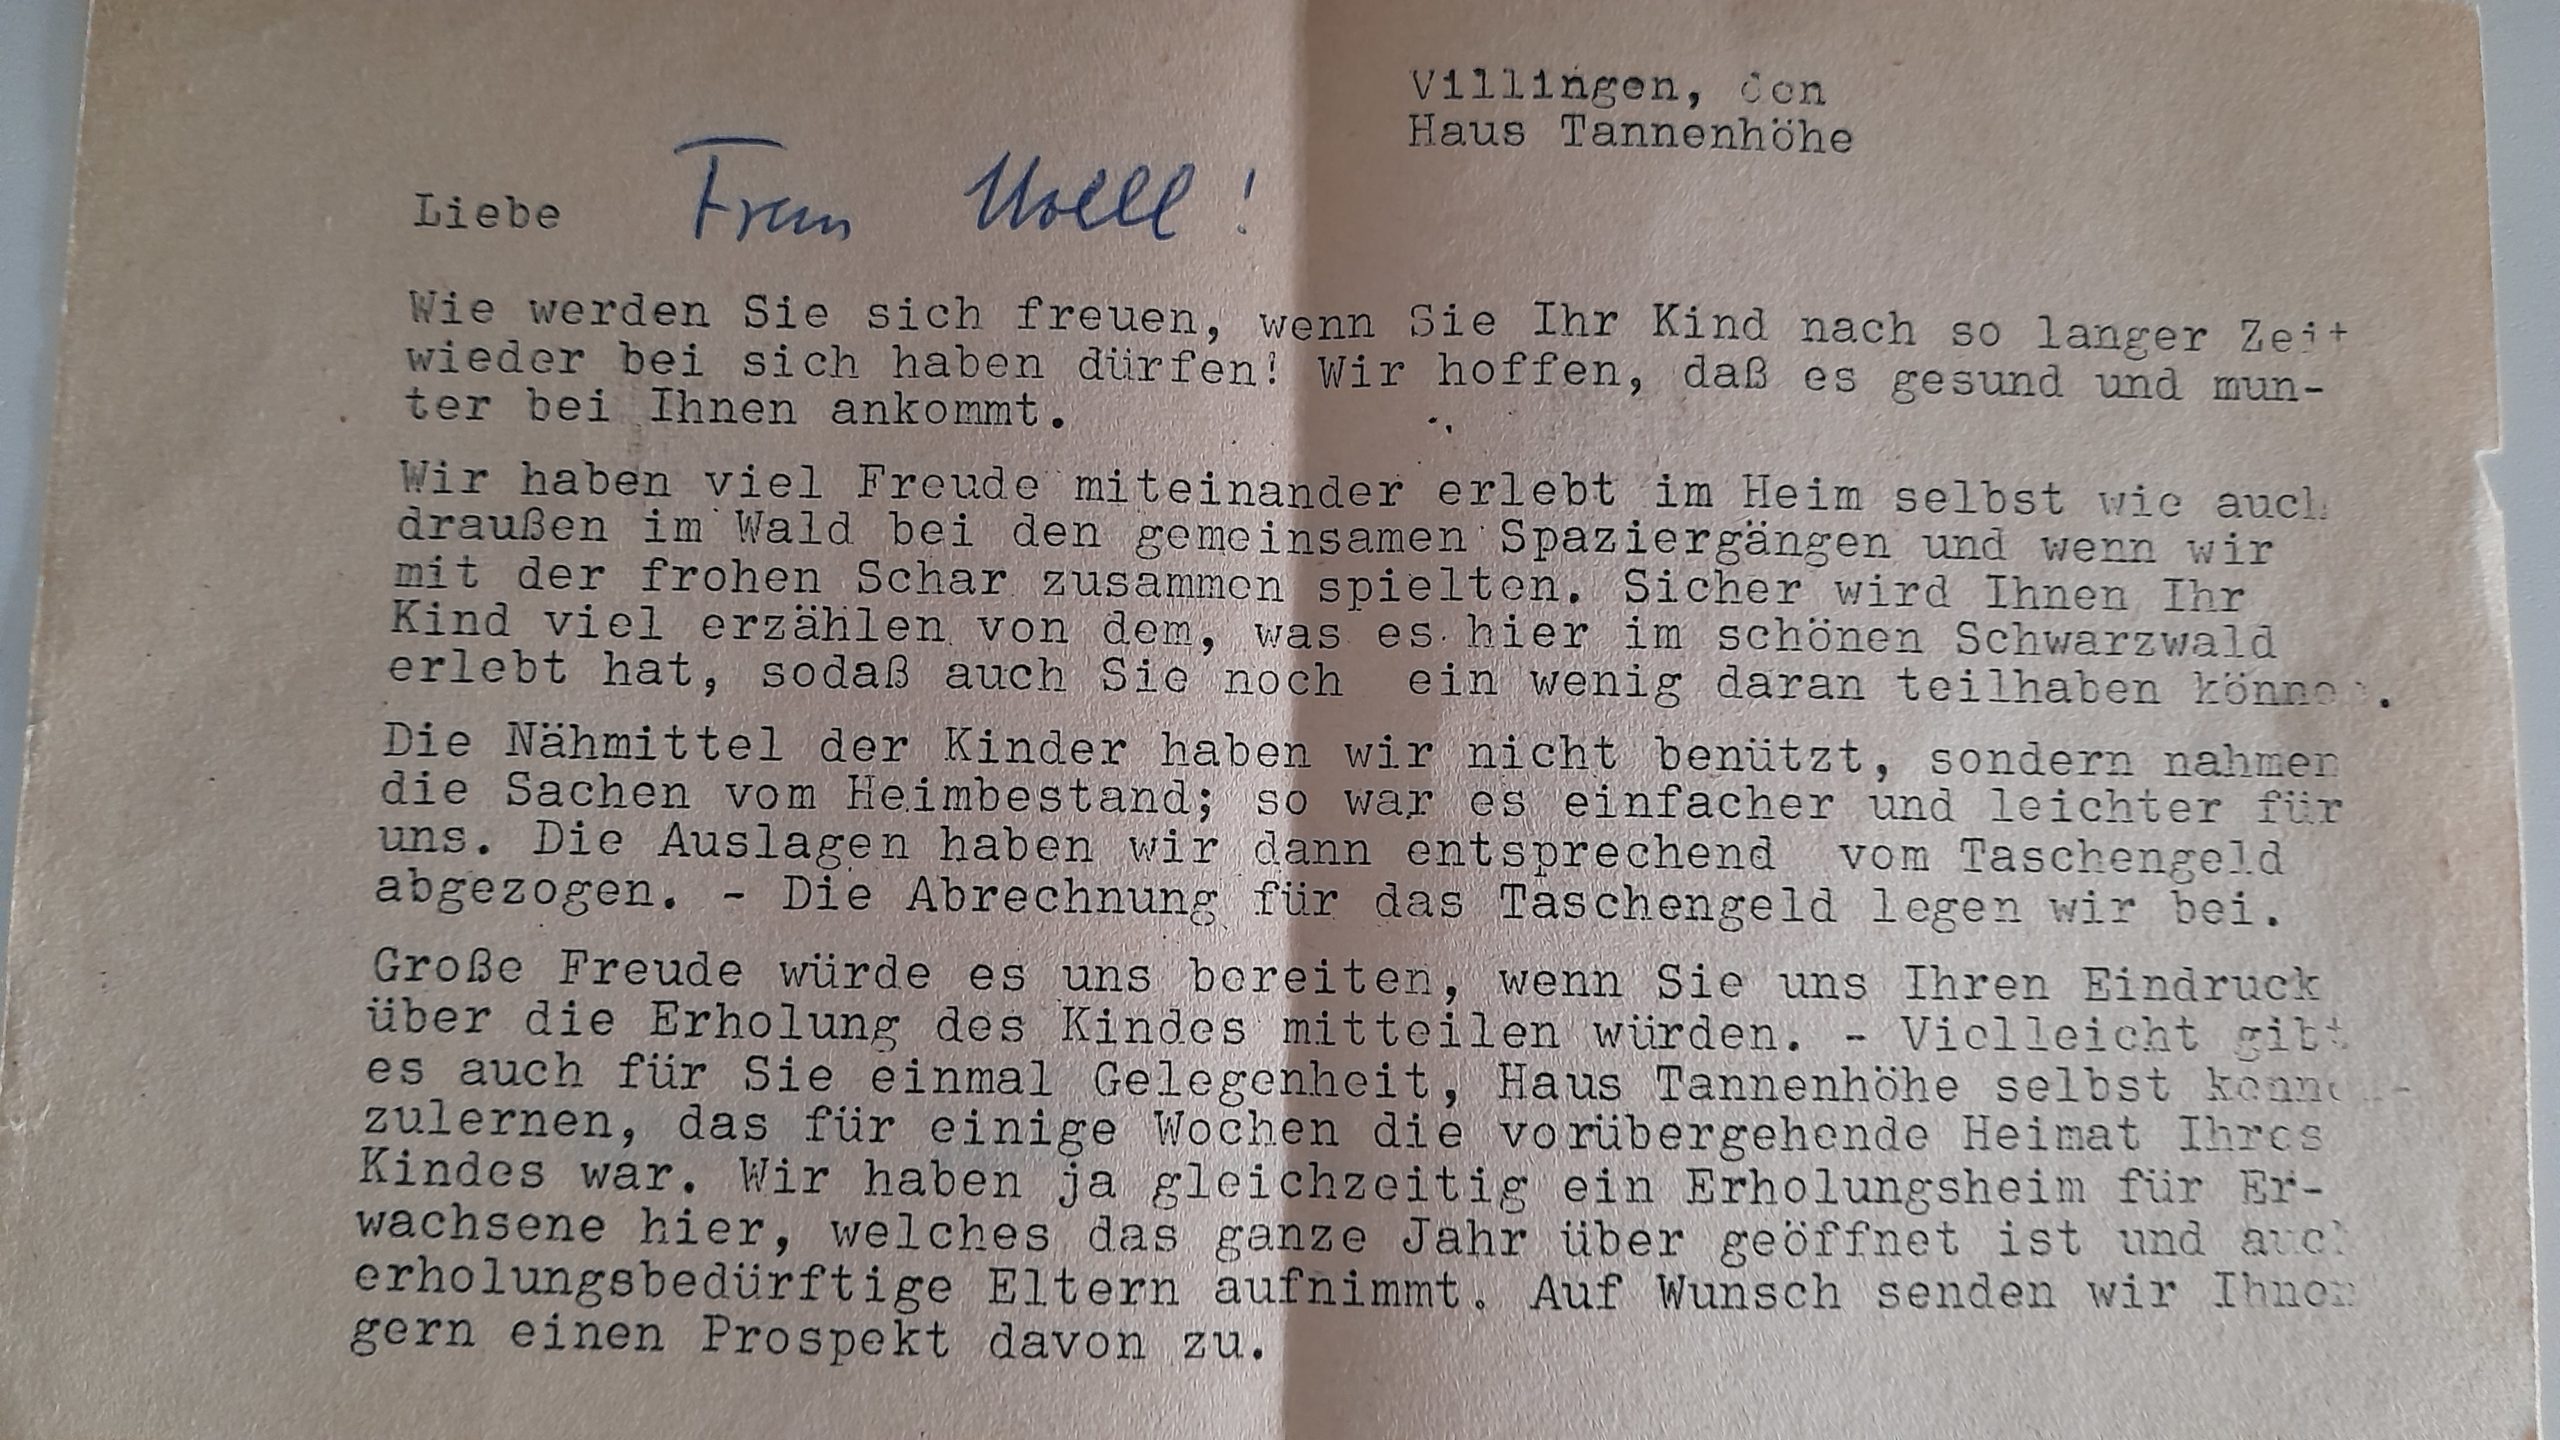 Villingen, den
Haus Tannenhöhe
Liebe Frau Moell!
Wie werden Sie sich freuen, wenn Sie Ihr Kind nach so langer Zeit
wieder bei sich haben dürfen! Wir hoffen, daß es gesund und mun-
ter bei Ihnen ankommt.
Wir haben viel Freude miteinander erlebt im Heim selbst wie auch
draußen im Wald bei den gemeinsamen Spaziergängen und wenn wir
mit der frohen Schar zusammen spielten. Sicher wird Ihnen Ihr
Kind viel erzählen von dem, was es hier im schönen Schwarzwald
erlebt hat, sodaß auch Sie noch ein wenig daran teilhaben können.
Die Nähmittel der Kinder haben wir nicht benützt, sondern nahmen
die Sachen vom Heimbestand; so war es einfacher und leichter für
uns. Die Auslagen haben wir dann entsprechend vom Taschengeld
abgezogen. - Die Abrechnung für das Taschengeld legen wir bei.
Große Freude würde es uns bereiten, wenn Sie uns Ihren Eindruck
über die Erholung des Kindes mitteilen würden. - Vielleicht gibt
es auch für Sie einmal Gelegenheit, Haus Tannenhöhe selbst kennen-
zulernen, das für einige Wochen die vorübergehende Heimat Ihres
Kindes war. Wir haben ja gleichzeitig ein Erholungsheim für Er-
wachsene hier, welches das ganze Jahr über geöffnet ist und auch
erholungsbedürftige Eltern aufnimmt. Auf Wunsch senden wir Ihnen
gern einen Prospekt davon zu.